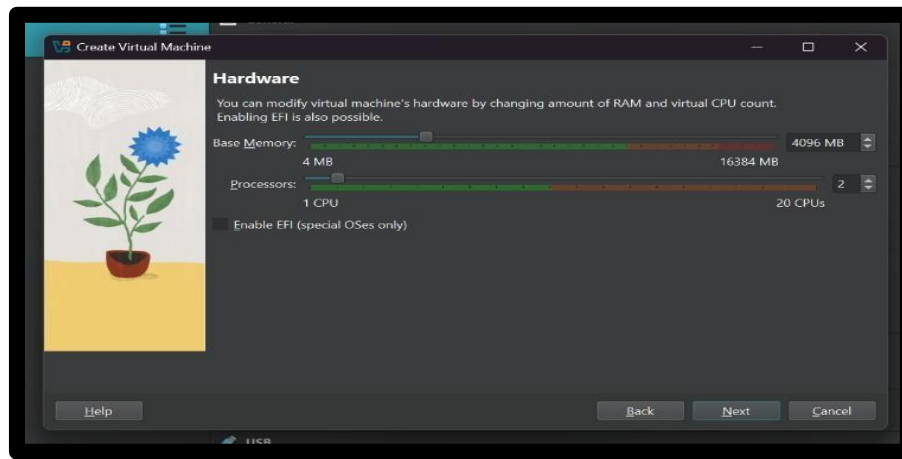 Create Virtual Machine
Hardware
You can modify virtual machine's hardware by changing amount of RAM and virtual CPU count.
Enabling EFI is also possible.
Base Memory: 4096 MB
4 MB 16384 MB
Processors: 2
1 CPU 20 CPUs
Enable EFI (special OSes only)
Help Back Next Cancel
USB